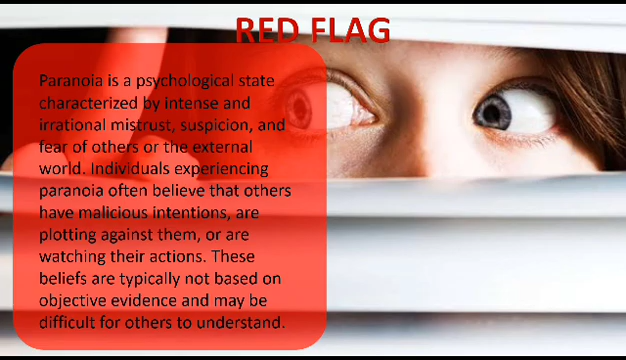 RED FLAG
Paranoia is a psychological state
characterized by intense and
irrational mistrust, suspicion, and
fear of others or the external
world. Individuals experiencing
paranoia often believe that others
have malicious intentions, are
plotting against them, or are
watching their actions. These
beliefs are typically not based on
objective evidence and may be
difficult for others to understand.